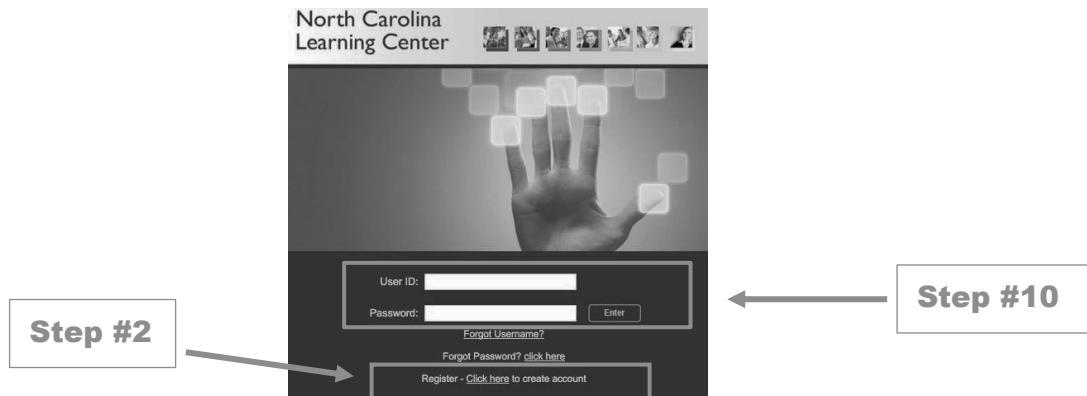 North Carolina
Learning Center
User ID:
Password:
Enter
Forgot Username?
Forgot Password? click here
Register - Click here to create account
Step #2
Step #10